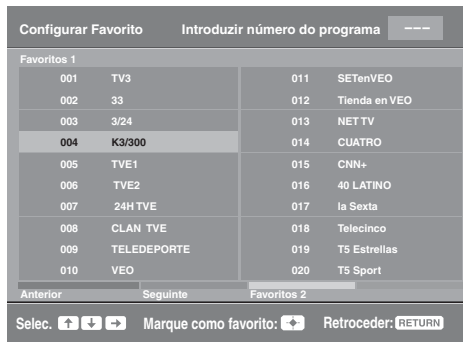 Configurar Favorito Introduzir número do programa ---
Favoritos 1
001 TV3 011 SETenVEO
002 33 012 Tienda en VEO
003 3/24 013 NET TV
004 K3/300 014 CUATRO
005 TVE1 015 CNN+
006 TVE2 016 40 LATINO
007 24H TVE 017 la Sexta
008 CLAN TVE 018 Telecinco
009 TELEDEPORTE 019 T5 Estrellas
010 VEO 020 T5 Sport
Anterior Seguinte Favoritos 2
Selec. ↑ ↓ → Marque como favorito: Retroceder: RETURN